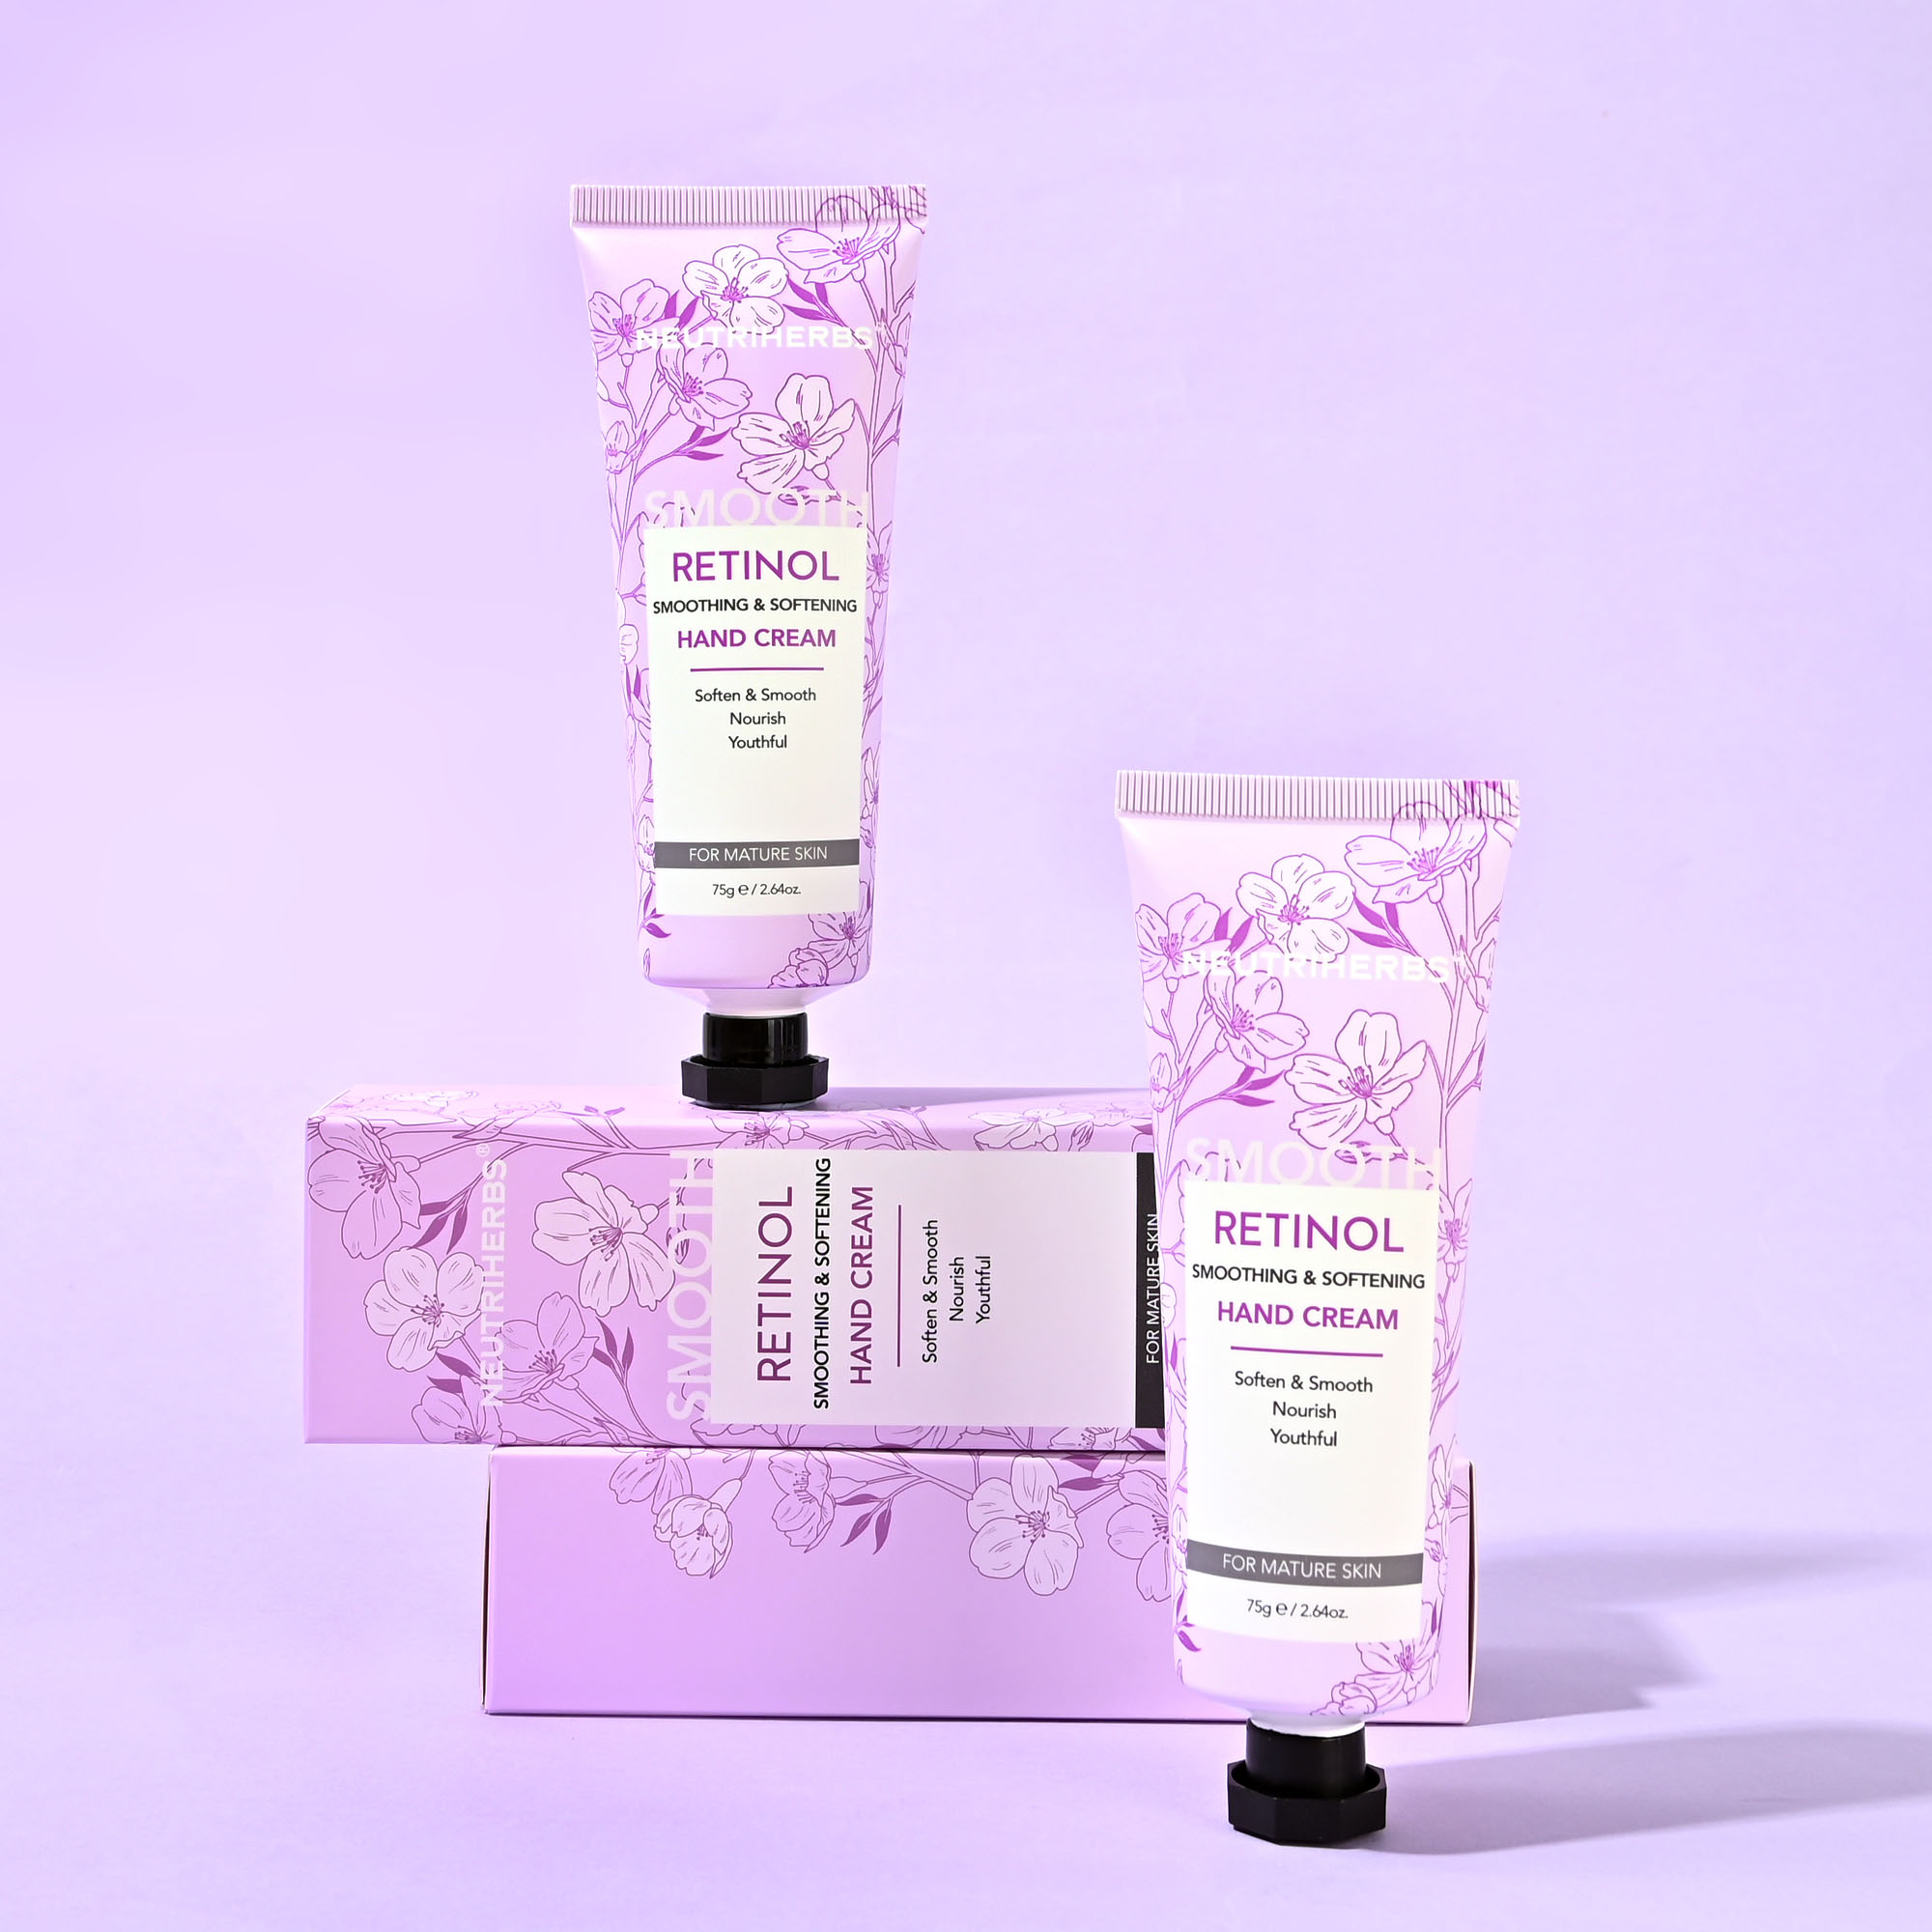 NEUTRIHERBS™
SMOOTH
RETINOL
SMOOTHING & SOFTENING
HAND CREAM
Soften & Smooth
Nourish
Youthful
FOR MATURE SKIN
75g ℮ / 2.64oz.
NEUTRIHERBS®
SMOOTH
RETINOL
SMOOTHING & SOFTENING
HAND CREAM
Soften & Smooth
Nourish
Youthful
FOR MATURE SKIN
NEUTRIHERBS™
SMOOTH
RETINOL
SMOOTHING & SOFTENING
HAND CREAM
Soften & Smooth
Nourish
Youthful
FOR MATURE SKIN
75g ℮ / 2.64oz.